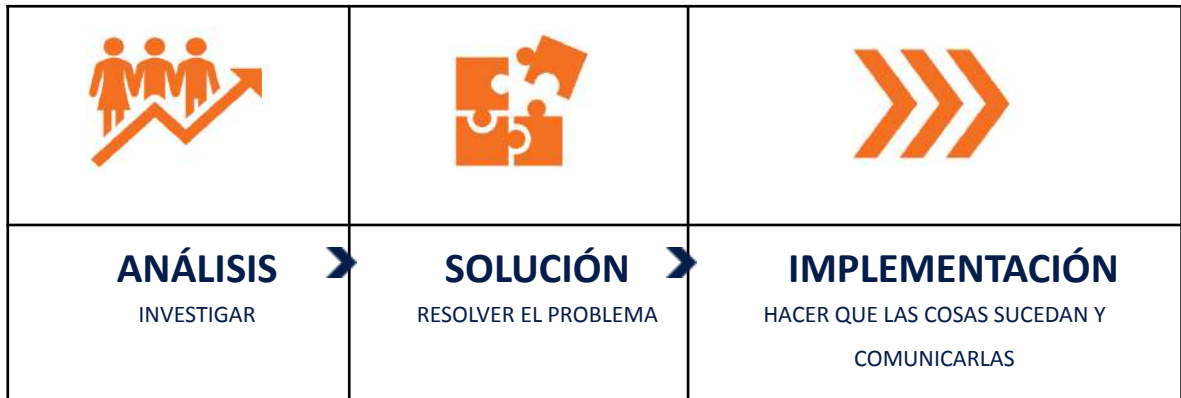 ANÁLISIS
INVESTIGAR
SOLUCIÓN
RESOLVER EL PROBLEMA
IMPLEMENTACIÓN
HACER QUE LAS COSAS SUCEDAN Y
COMUNICARLAS